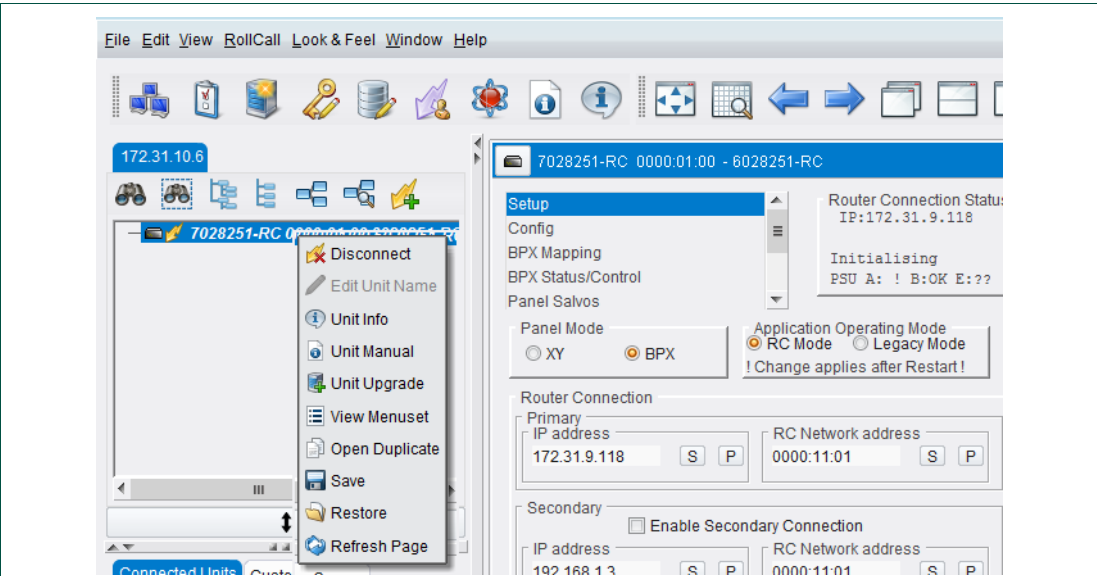 File Edit View RollCall Look & Feel Window Help
172.31.10.6
7028251-RC 0000:01:00 - 6028251-RC
7028251-RC
Disconnect
Edit Unit Name
Unit Info
Unit Manual
Unit Upgrade
View Menuset
Open Duplicate
Save
Restore
Refresh Page
Connected Units
Setup
Config
BPX Mapping
BPX Status/Control
Panel Salvos
Router Connection Statu
IP:172.31.9.118
Initialising
PSU A: ! B:OK E:??
Panel Mode
XY BPX
Application Operating Mode
RC Mode Legacy Mode
! Change applies after Restart !
Router Connection
Primary
IP address RC Network address
172.31.9.118 S P 0000:11:01 S P
Secondary
Enable Secondary Connection
IP address RC Network address
192.168.1.3 S P 0000:11:01 S P